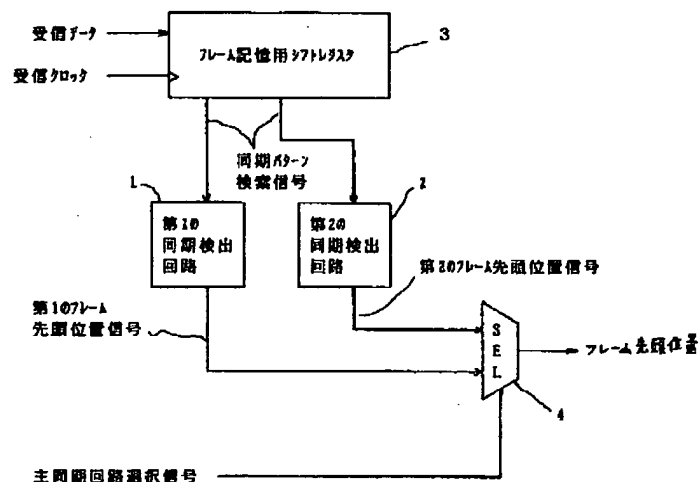 受信ﾃﾞｰﾀ
3
ﾌﾚｰﾑ記憶用ｼﾌﾄﾚｼﾞｽﾀ
受信ｸﾛｯｸ
同期ﾊﾟﾀｰﾝ
検索信号
1
第1の
同期検出
回路
2
第2の
同期検出
回路
第2のﾌﾚｰﾑ先頭位置信号
第1のﾌﾚｰﾑ
先頭位置信号
SEL
ﾌﾚｰﾑ先頭位置
4
主同期回路選択信号